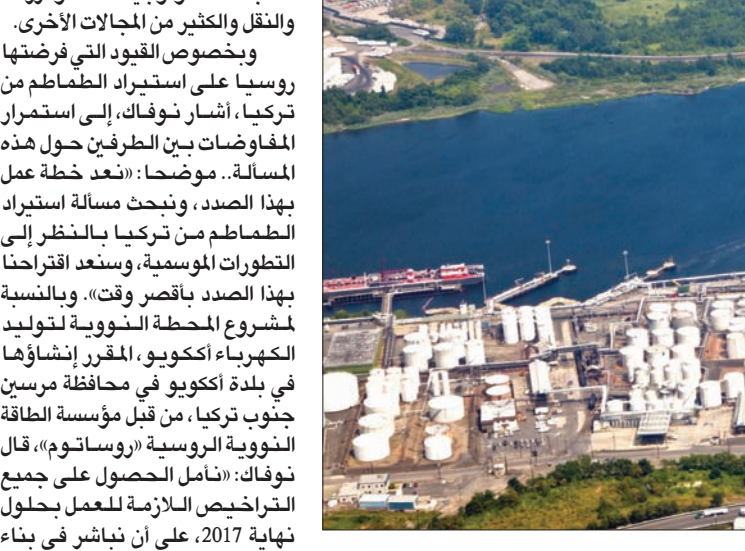 والنقل والكثير من المجالات الأخرى.
وبخصوص القيود التي فرضتها
روسيا على استيراد الطماطم من
تركيا، أشار نوفاك، إلى استمرار
المفاوضات بين الطرفين حول هذه
المسألة.. موضحا: «نعد خطة عمل
بهذا الصدد، ونبحث مسألة استيراد
الطماطم من تركيا بالنظر إلى
التطورات الموسمية، وسنعد اقتراحنا
بهذا الصدد بأقصر وقت». وبالنسبة
لمشروع المحطة النووية لتوليد
الكهرباء أككويو، المقرر إنشاؤها
في بلدة أككويو في محافظة مرسين
جنوب تركيا، من قبل مؤسسة الطاقة
النووية الروسية «روساتوم»، قال
نوفاك: «نأمل الحصول على جميع
التراخيص اللازمة للعمل بحلول
نهاية 2017، على أن نباشر في بناء